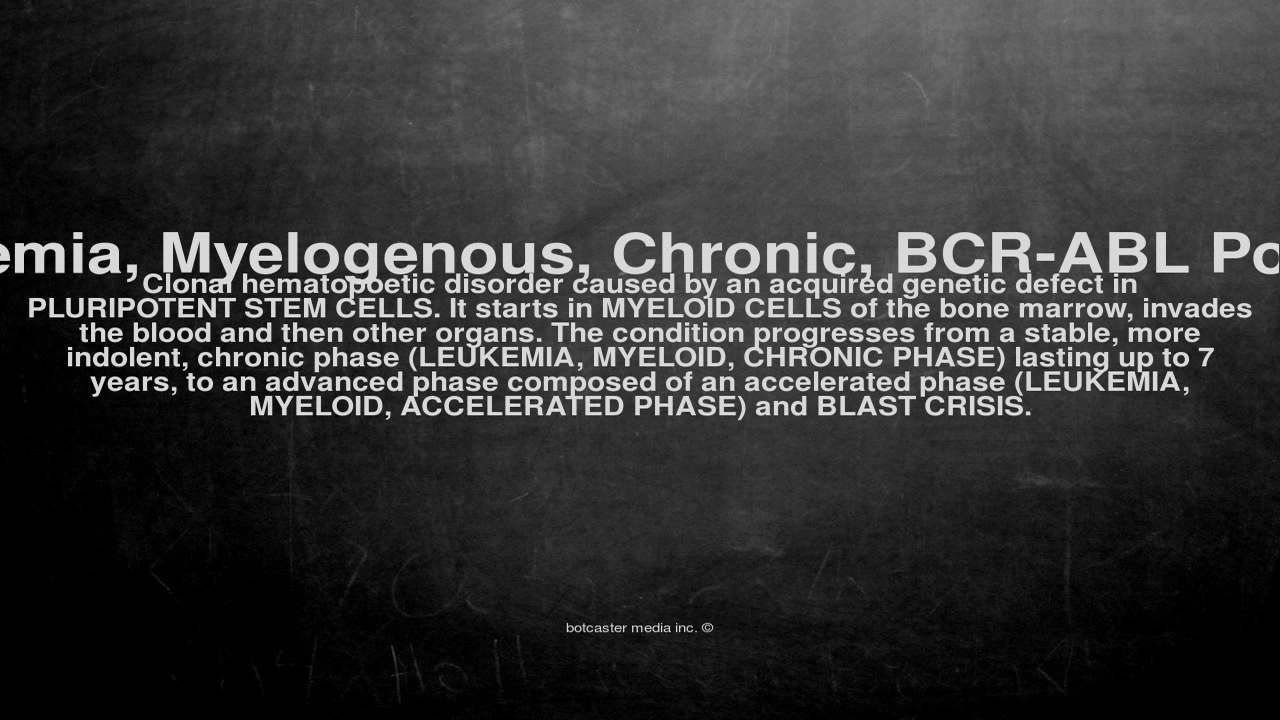 emia, Myelogenous, Chronic, BCR-ABL Po
Clonal hematopoetic disorder caused by an acquired genetic defect in
PLURIPOTENT STEM CELLS. It starts in MYELOID CELLS of the bone marrow, invades
the blood and then other organs. The condition progresses from a stable, more
indolent, chronic phase (LEUKEMIA, MYELOID, CHRONIC PHASE) lasting up to 7
years, to an advanced phase composed of an accelerated phase (LEUKEMIA,
MYELOID, ACCELERATED PHASE) and BLAST CRISIS.
botcaster media inc. ©